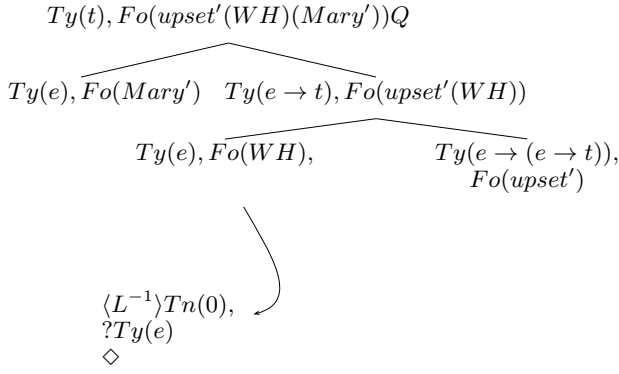 Ty(t), Fo(upset′(WH)(Mary′))Q
Ty(e), Fo(Mary′) Ty(e → t), Fo(upset′(WH))
Ty(e), Fo(WH), Ty(e → (e → t)),
Fo(upset′)
⟨L⁻¹⟩Tn(0),
?Ty(e)
◇